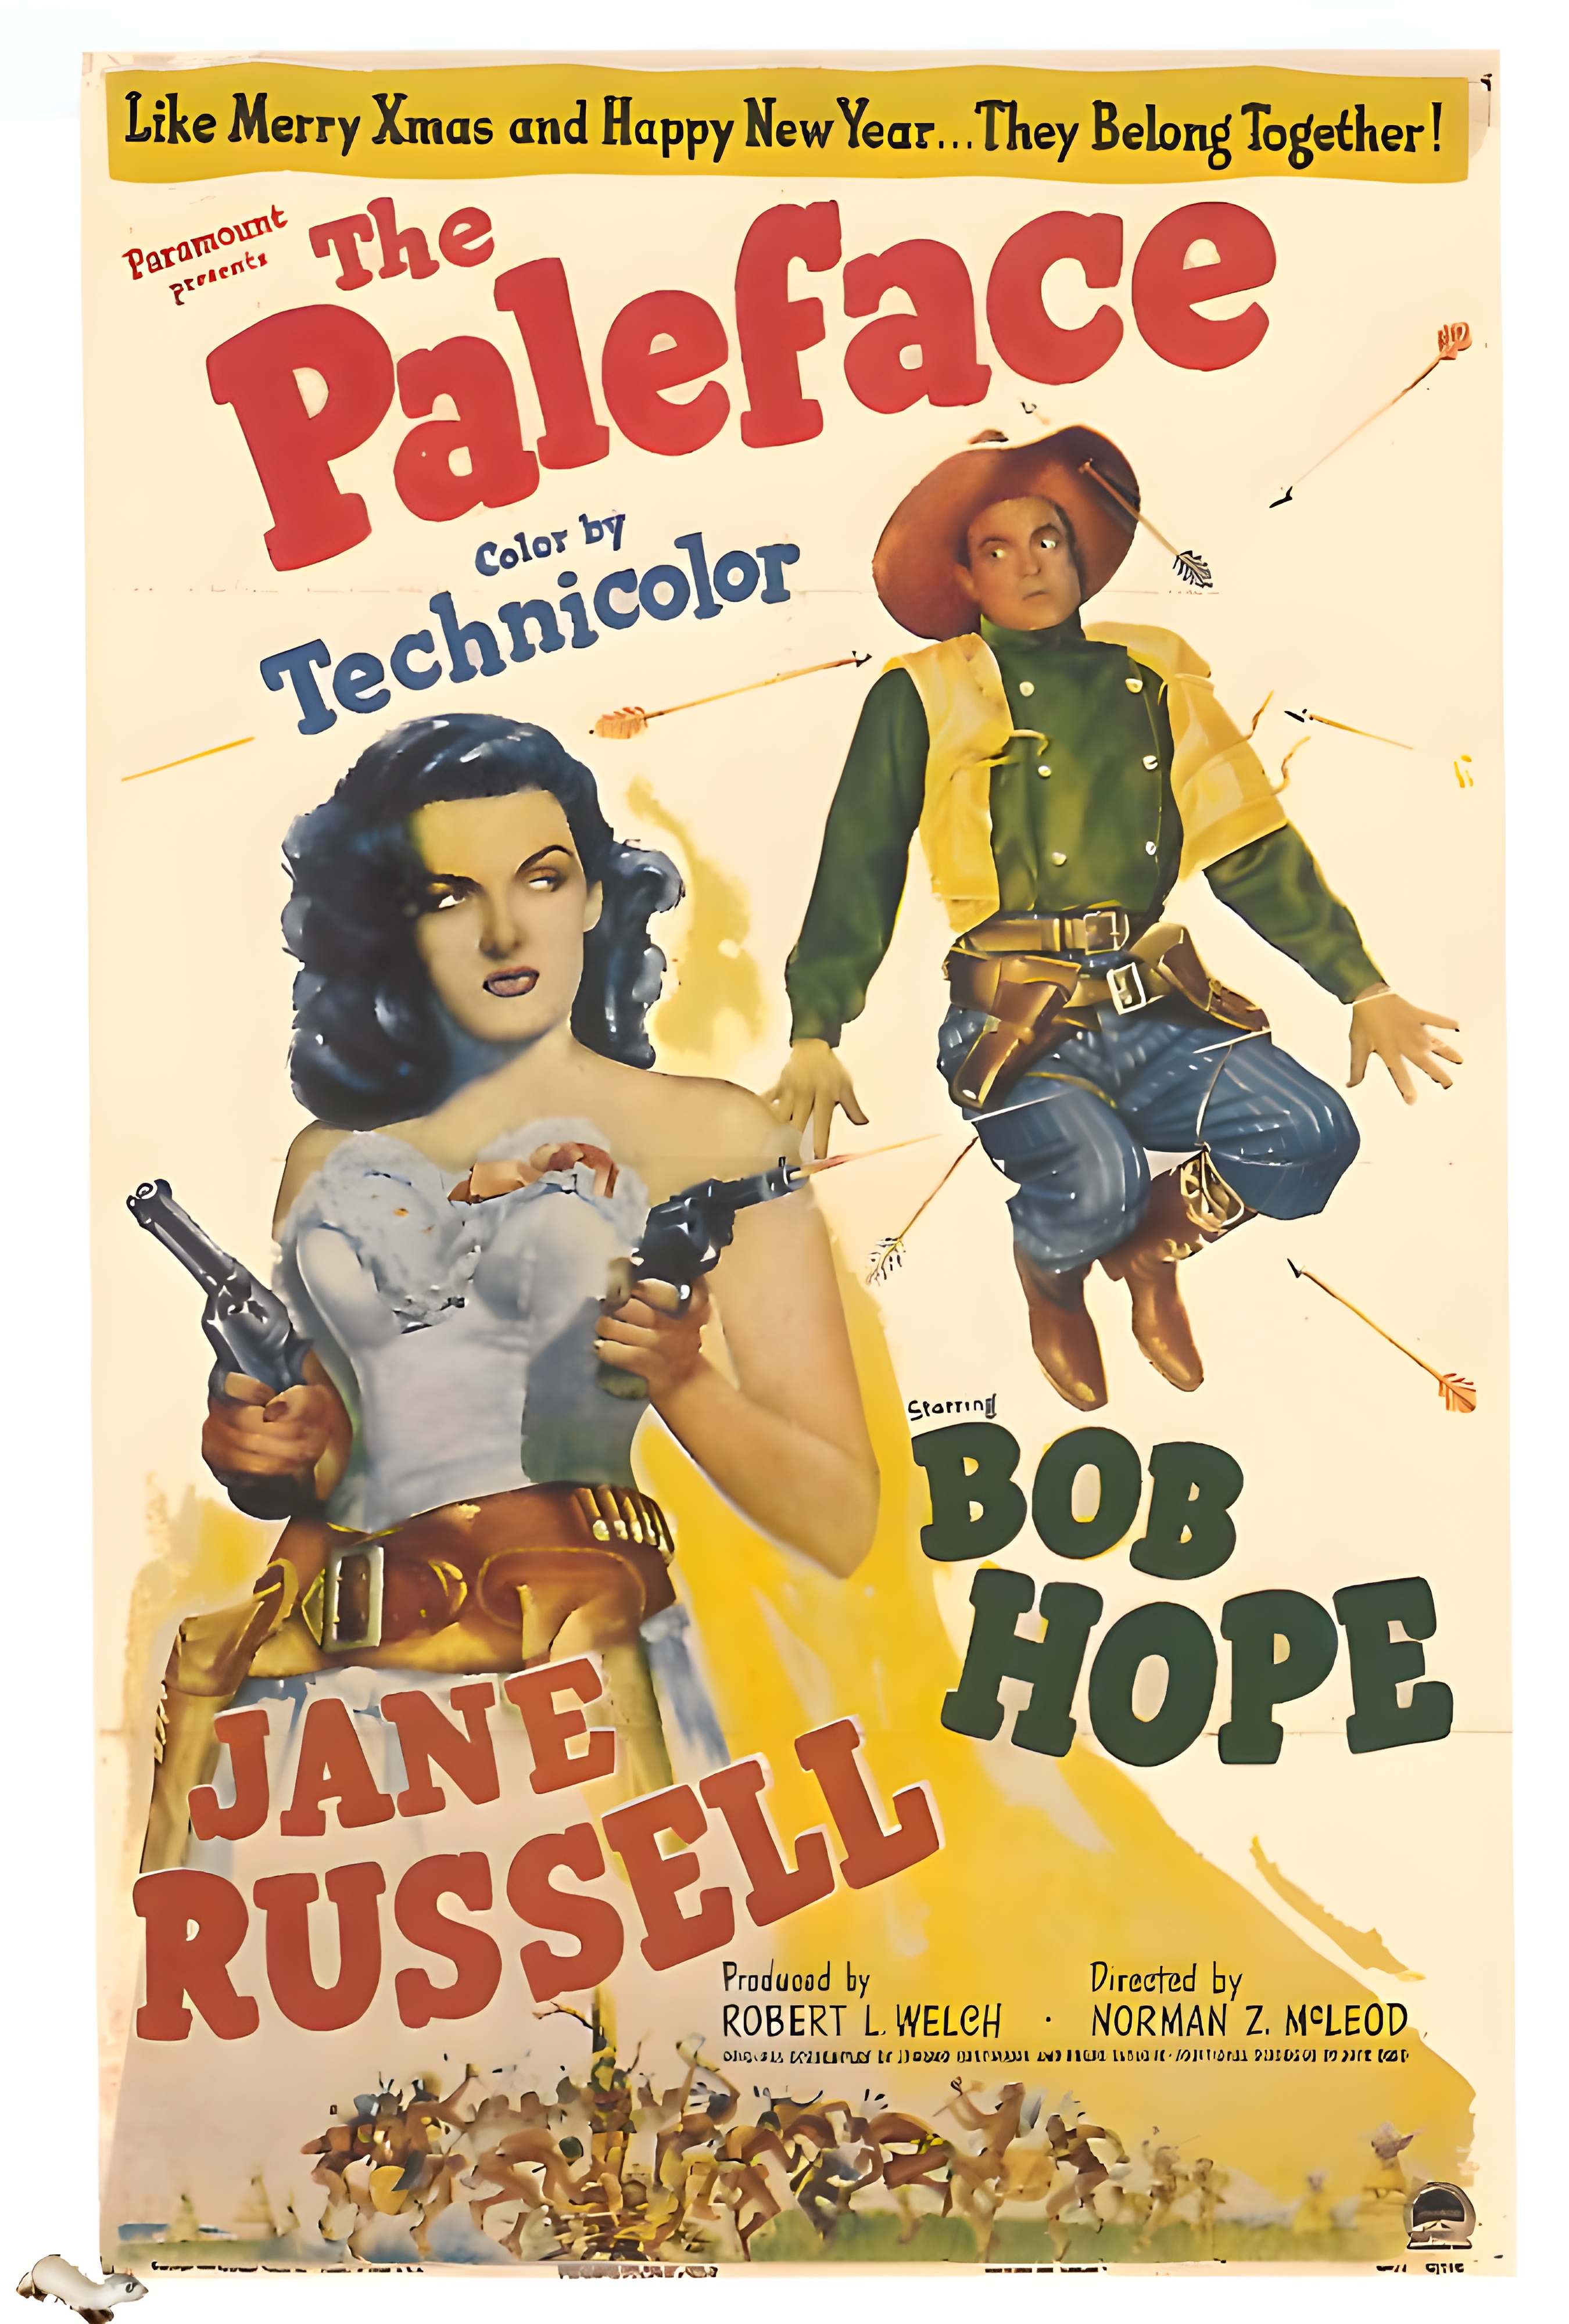 Like Merry Xmas and Happy New Year...They Belong Together!
Paramount
presents
The
Paleface
Color by
Technicolor
Starring
BOB
HOPE
JANE
RUSSELL
Produced by
ROBERT L. WELCH
·
Directed by
NORMAN Z. McLEOD